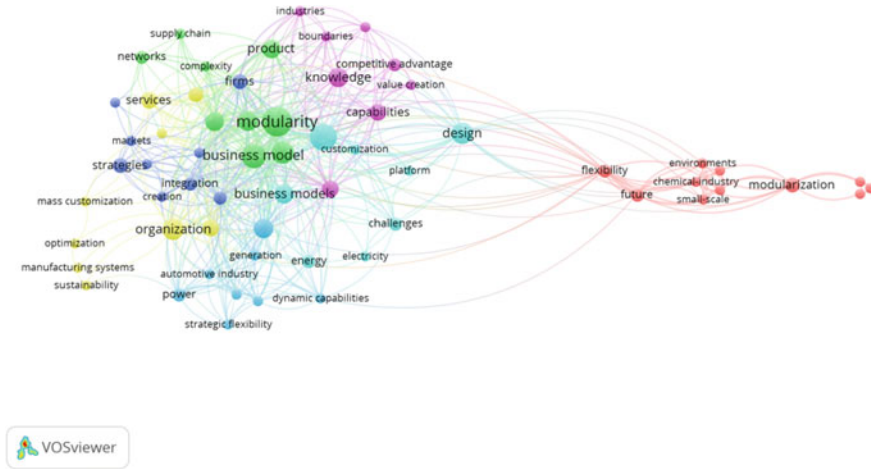 industries
supply chain
boundaries
product
networks
competitive advantage
complexity
knowledge
firms
value creation
services
capabilities
modularity
design
markets
customization
business model
environments
strategies
platform
flexibility
chemical industry
modularization
integration
business models
future
small-scale
creation
mass customization
challenges
organization
optimization
generation
energy
electricity
manufacturing systems
automotive industry
sustainability
power
dynamic capabilities
strategic flexibility
VOSviewer